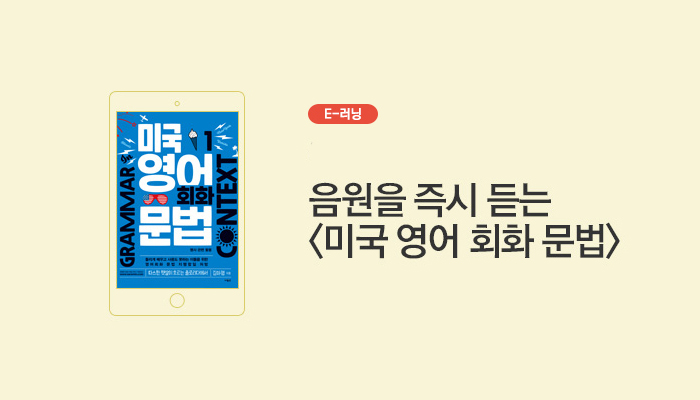 E-러닝
음원을 즉시 듣는
<미국 영어 회화 문법>
미국 1
영어
회화
문법
GRAMMAR
CONTEXT